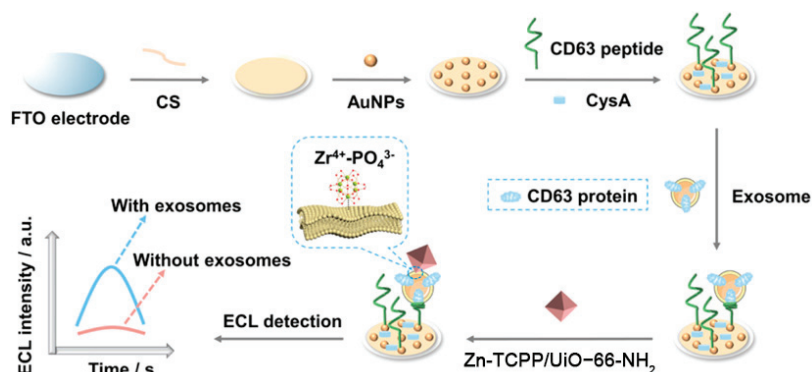 FTO electrode
CS
AuNPs
CD63 peptide
CysA
Exosome
CD63 protein
Zr⁴⁺-PO₄³⁻
With exosomes
Without exosomes
ECL intensity / a.u.
Time / s
ECL detection
Zn-TCPP/UiO−66-NH₂